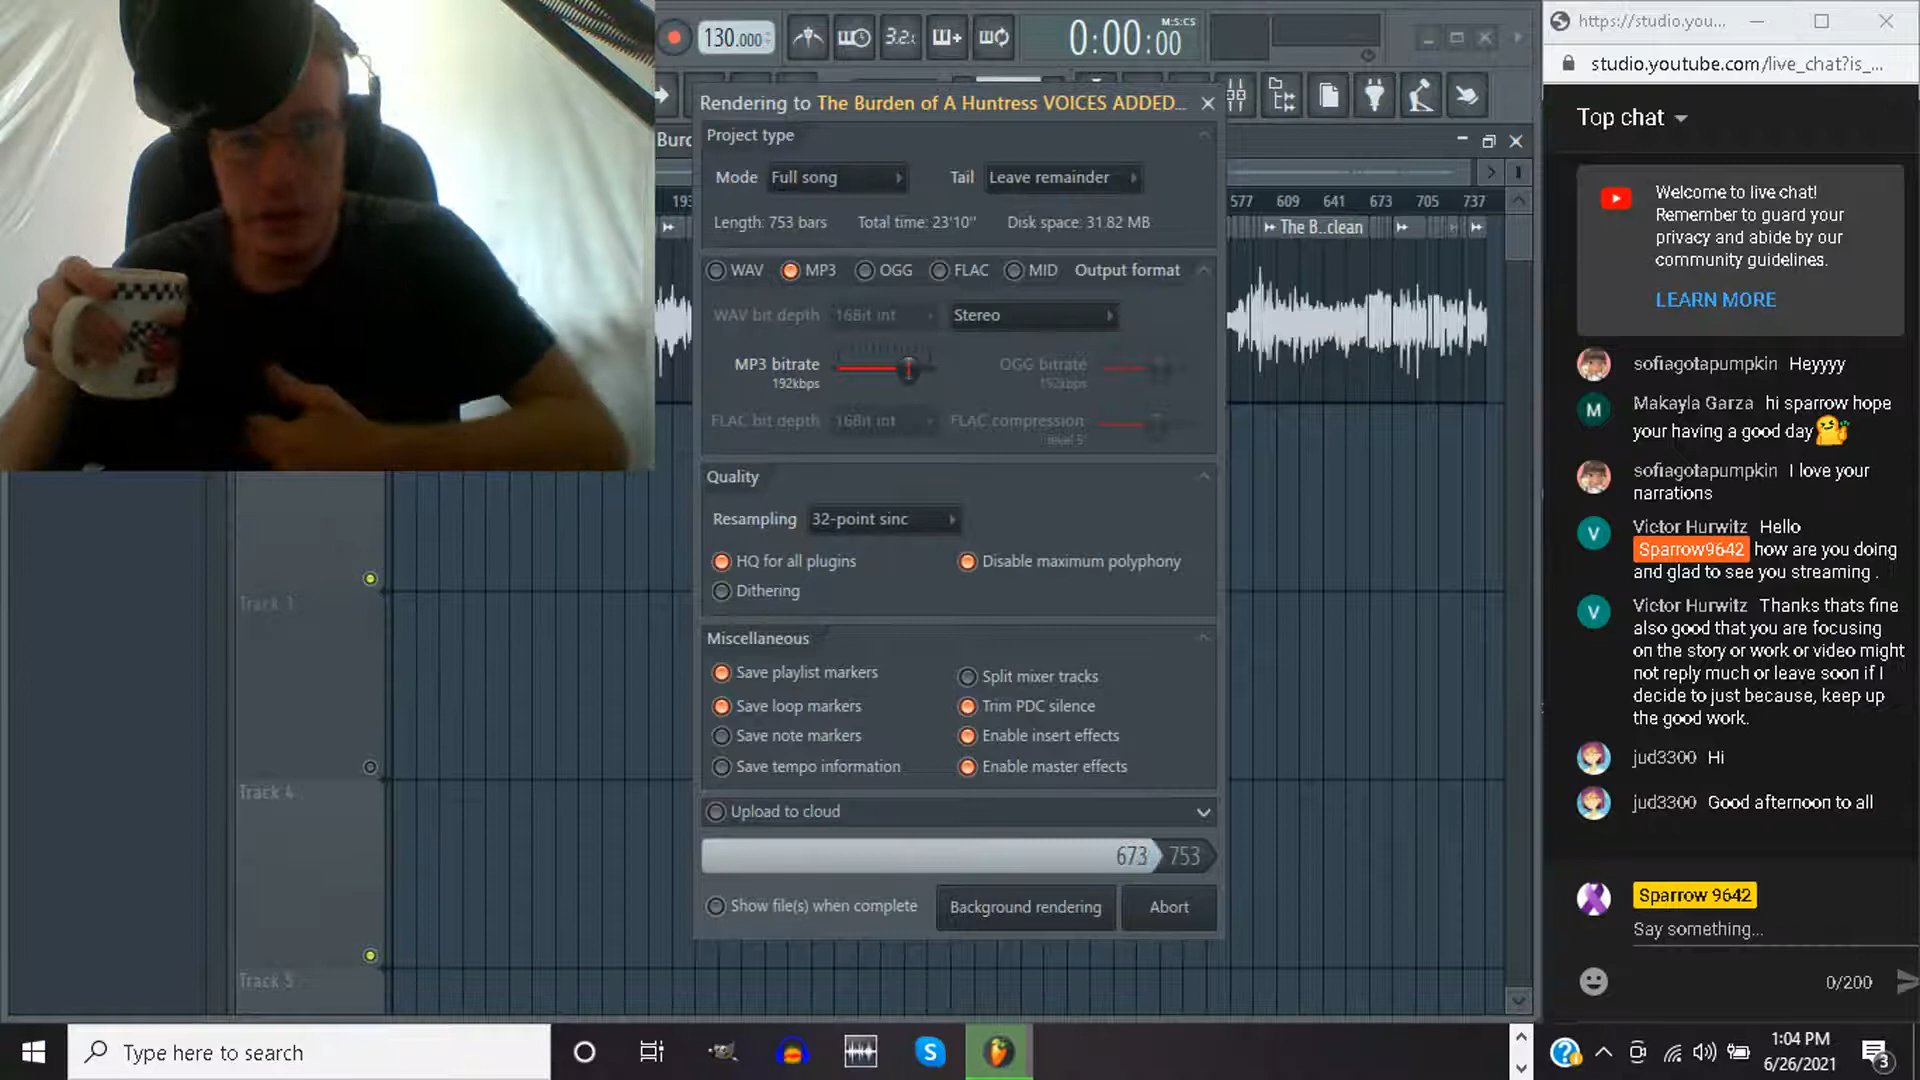 130.000
3.2:
M:S:CS
0:00:00
Rendering to The Burden of A Huntress VOICES ADDED...
Project type
Mode Full song Tail Leave remainder
Length: 753 bars Total time: 23'10" Disk space: 31.82 MB
WAV MP3 OGG FLAC MID Output format
WAV bit depth 16Bit int Stereo
MP3 bitrate OGG bitrate
192kbps 192kbps
FLAC bit depth 16Bit int FLAC compression
level 5
Quality
Resampling 32-point sinc
HQ for all plugins Disable maximum polyphony
Dithering
Miscellaneous
Save playlist markers Split mixer tracks
Save loop markers Trim PDC silence
Save note markers Enable insert effects
Save tempo information Enable master effects
Upload to cloud
673 753
Show file(s) when complete Background rendering Abort
Burd
193
577 609 641 673 705 737
The B..clean
Track 4
Track 5
https://studio.you...
studio.youtube.com/live_chat?is_...
Top chat
Welcome to live chat!
Remember to guard your
privacy and abide by our
community guidelines.
LEARN MORE
sofiagotapumpkin Heyyyy
M
Makayla Garza hi sparrow hope
your having a good day
sofiagotapumpkin I love your
narrations
V
Victor Hurwitz Hello
Sparrow9642 how are you doing
and glad to see you streaming .
V
Victor Hurwitz Thanks thats fine
also good that you are focusing
on the story or work or video might
not reply much or leave soon if I
decide to just because, keep up
the good work.
jud3300 Hi
jud3300 Good afternoon to all
Sparrow 9642
Say something...
0/200
Type here to search
1:04 PM
6/26/2021
3